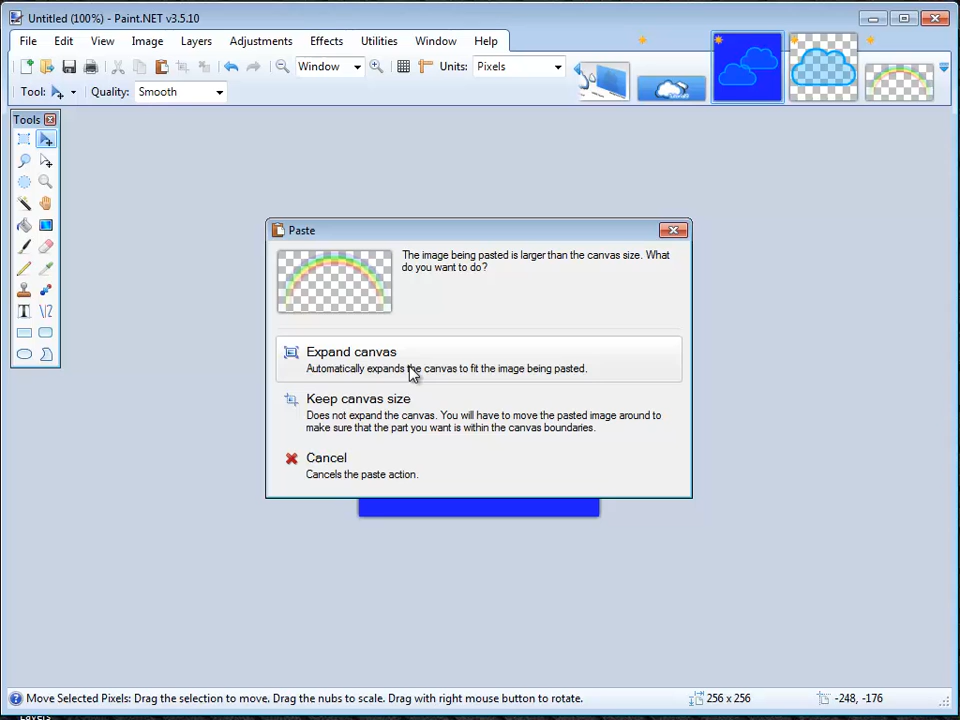 Untitled (100%) - Paint.NET v3.5.10
File Edit View Image Layers Adjustments Effects Utilities Window Help
Window Units: Pixels
Tool: Quality: Smooth
Tools
Paste
The image being pasted is larger than the canvas size. What
do you want to do?
Expand canvas
Automatically expands the canvas to fit the image being pasted.
Keep canvas size
Does not expand the canvas. You will have to move the pasted image around to
make sure that the part you want is within the canvas boundaries.
Cancel
Cancels the paste action.
Move Selected Pixels: Drag the selection to move. Drag the nubs to scale. Drag with right mouse button to rotate. 256 x 256 -248, -176
Layers